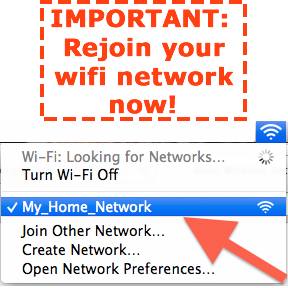 IMPORTANT:
Rejoin your
wifi network
now!
Wi-Fi: Looking for Networks...
Turn Wi-Fi Off
✓ My_Home_Network
Join Other Network...
Create Network...
Open Network Preferences...